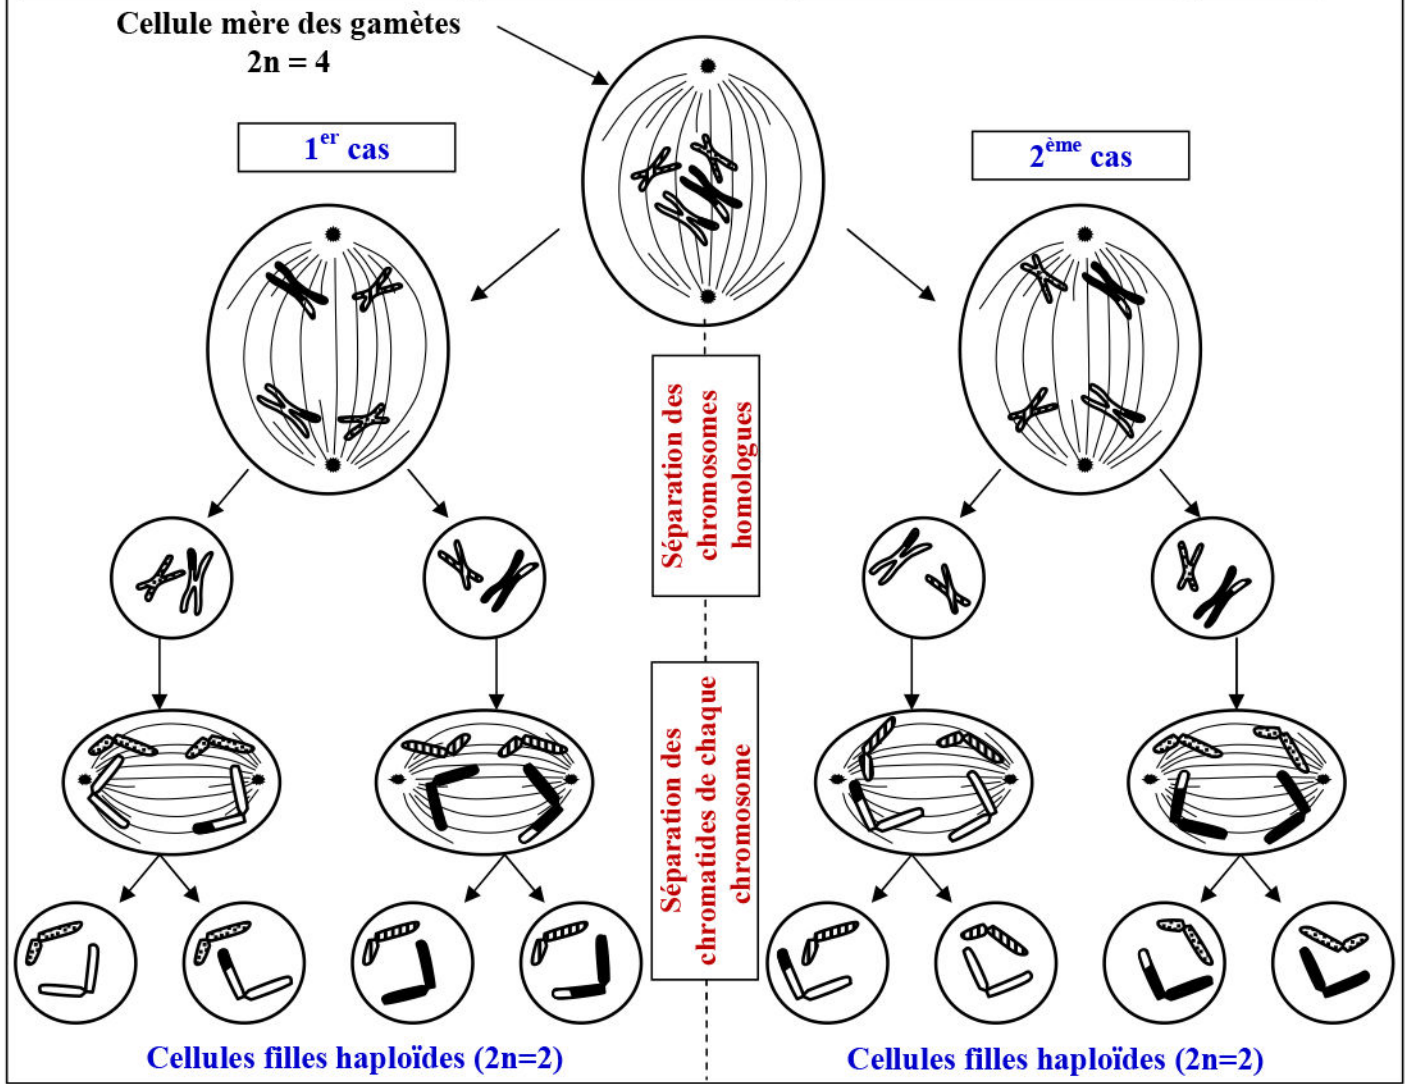 Cellule mère des gamètes
2n = 4
1er cas
2ème cas
Séparation des
chromosomes
homologues
Séparation des
chromatides de chaque
chromosome
Cellules filles haploïdes (2n=2)
Cellules filles haploïdes (2n=2)